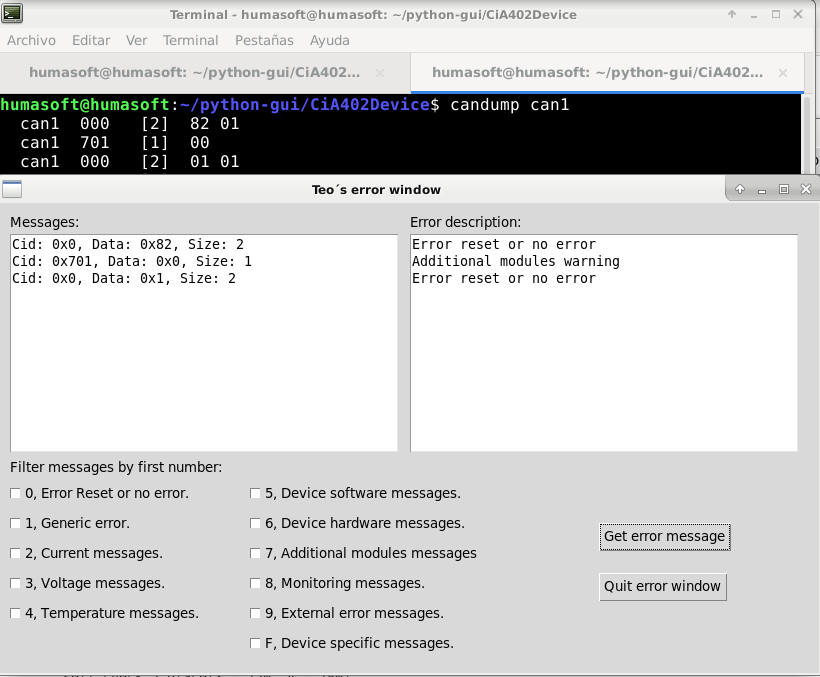 Terminal - humasoft@humasoft: ~/python-gui/CiA402Device
Archivo Editar Ver Terminal Pestañas Ayuda
humasoft@humasoft: ~/python-gui/CiA402... humasoft@humasoft: ~/python-gui/CiA402...
humasoft@humasoft:~/python-gui/CiA402Device$ candump can1
can1 000 [2] 82 01
can1 701 [1] 00
can1 000 [2] 01 01
Teo´s error window
Messages:
Cid: 0x0, Data: 0x82, Size: 2
Cid: 0x701, Data: 0x0, Size: 1
Cid: 0x0, Data: 0x1, Size: 2
Error description:
Error reset or no error
Additional modules warning
Error reset or no error
Filter messages by first number:
0, Error Reset or no error.
1, Generic error.
2, Current messages.
3, Voltage messages.
4, Temperature messages.
5, Device software messages.
6, Device hardware messages.
7, Additional modules messages
8, Monitoring messages.
9, External error messages.
F, Device specific messages.
Get error message
Quit error window